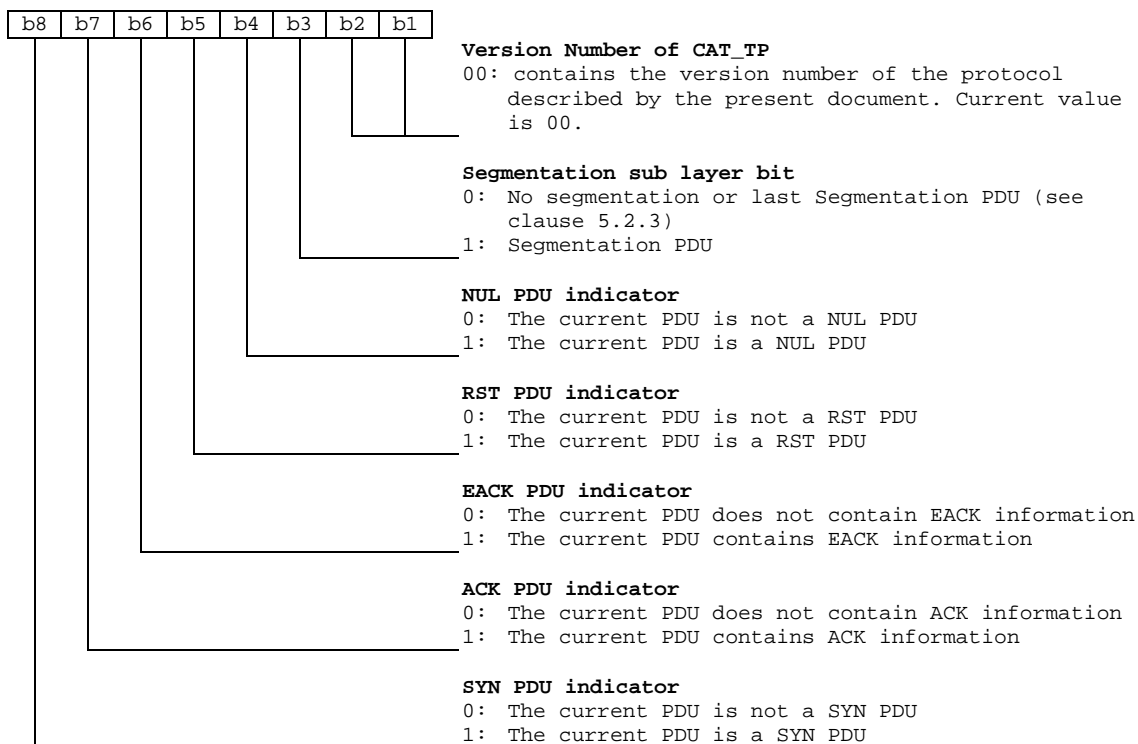 b8 b7 b6 b5 b4 b3 b2 b1
Version Number of CAT_TP
00: contains the version number of the protocol
described by the present document. Current value
is 00.
Segmentation sub layer bit
0: No segmentation or last Segmentation PDU (see
clause 5.2.3)
1: Segmentation PDU
NUL PDU indicator
0: The current PDU is not a NUL PDU
1: The current PDU is a NUL PDU
RST PDU indicator
0: The current PDU is not a RST PDU
1: The current PDU is a RST PDU
EACK PDU indicator
0: The current PDU does not contain EACK information
1: The current PDU contains EACK information
ACK PDU indicator
0: The current PDU does not contain ACK information
1: The current PDU contains ACK information
SYN PDU indicator
0: The current PDU is not a SYN PDU
1: The current PDU is a SYN PDU